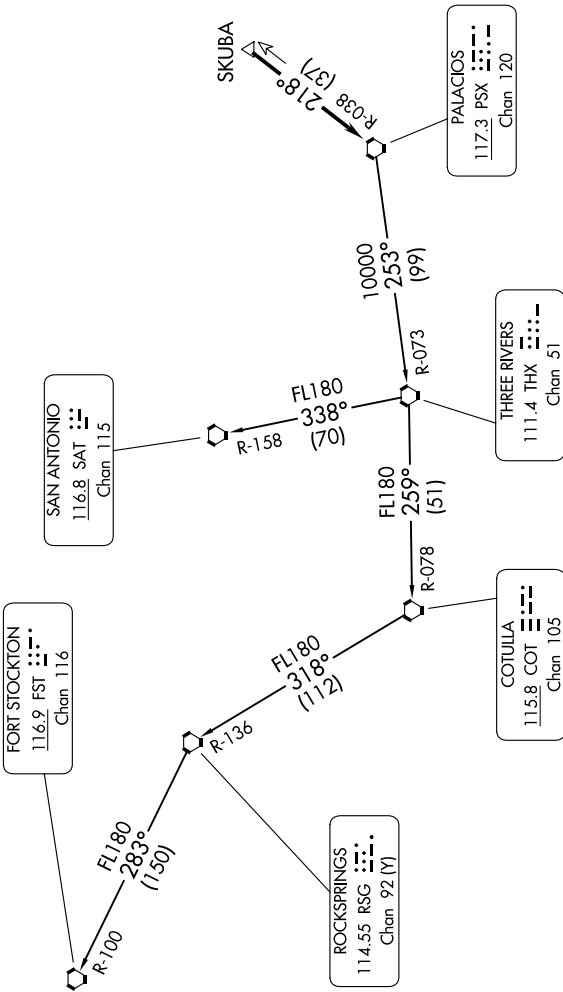 SKUBA
218°
(37)
R-038
PALACIOS
117.3 PSX
Chan 120
10000
253°
(99)
R-073
THREE RIVERS
111.4 THX
Chan 51
FL180
338°
(70)
R-158
SAN ANTONIO
116.8 SAT
Chan 115
FL180
259°
(51)
R-078
COTULLA
115.8 COT
Chan 105
FL180
318°
(112)
R-136
ROCKSPRINGS
114.55 RSG
Chan 92 (Y)
FL180
283°
(150)
R-100
FORT STOCKTON
116.9 FST
Chan 116